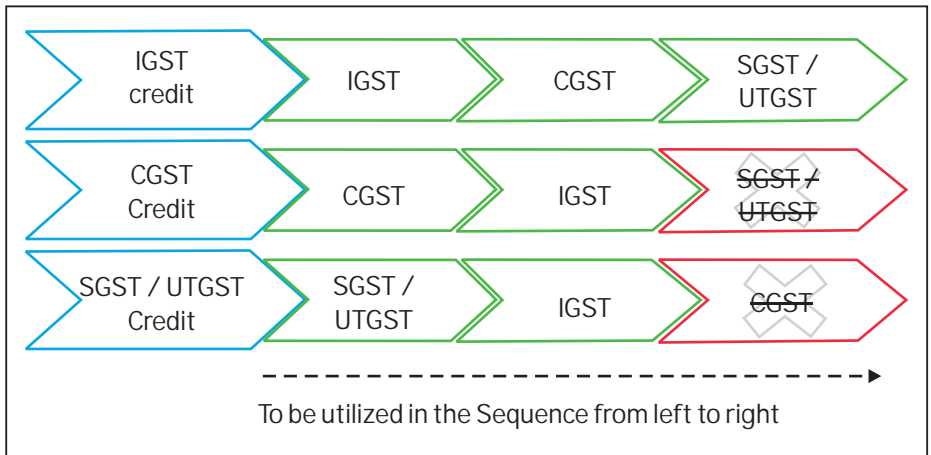 IGST
credit
IGST
CGST
SGST /
UTGST
CGST
Credit
CGST
IGST
SGST /
UTGST
SGST / UTGST
Credit
SGST /
UTGST
IGST
CGST
To be utilized in the Sequence from left to right